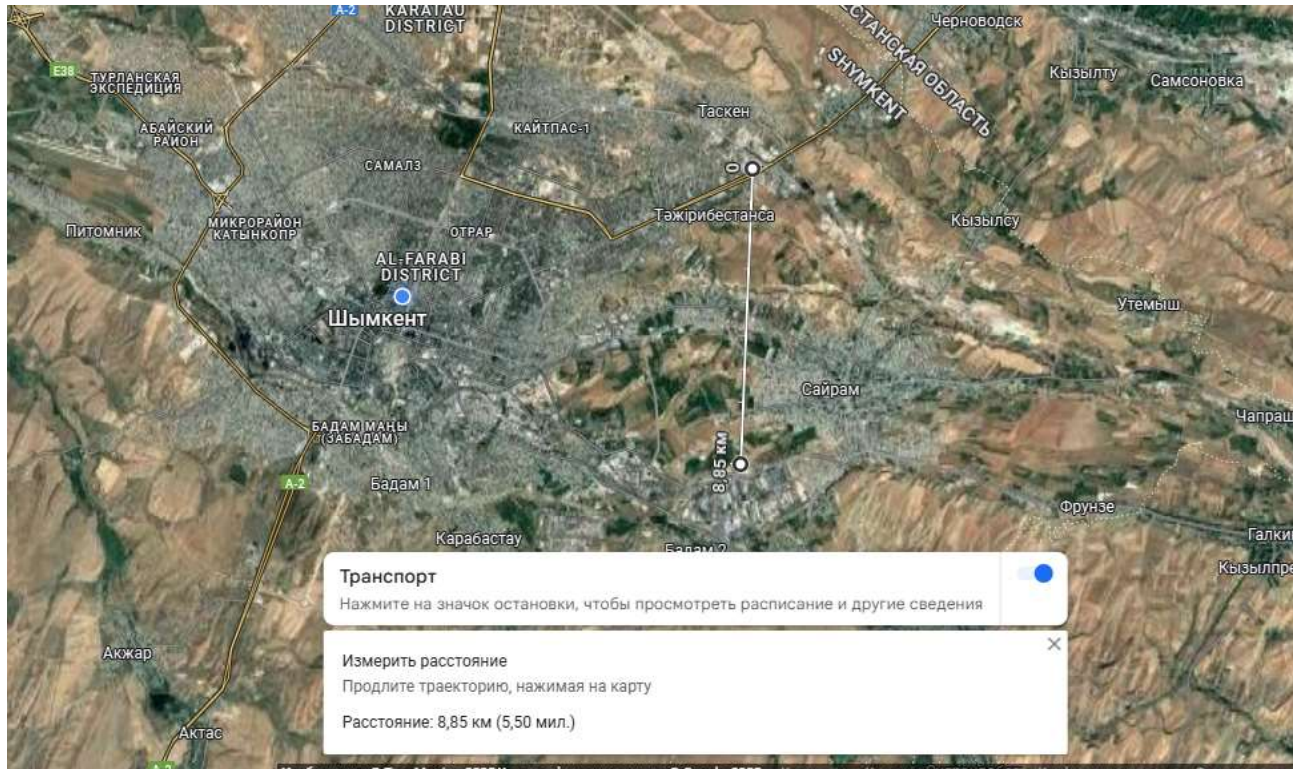 KARATAU
DISTRICT
A-2
ЕСТАНСКАЯ ОБЛАСТЬ
SHYMKENT
Черноводск
E38
ТУРЛАНСКАЯ
ЭКСПЕДИЦИЯ
Кызылту
Самсоновка
Таскен
АБАЙСКИЙ
РАЙОН
КАЙТПАС-1
САМАЛ3
0
Тәжірибестанса
Питомник
МИКРОРАЙОН
КАТЫНКОПР
ОТРАР
Кызылсу
AL-FARABI
DISTRICT
Шымкент
Утемыш
Сайрам
Чапраш
БАДАМ МАҢЫ
(ЗАБАДАМ)
8,85 км
A-2
Бадам 1
Фрунзе
Карабастау
Бадам 2
Галки
Кызылпре
Транспорт
Нажмите на значок остановки, чтобы просмотреть расписание и другие сведения
Акжар
Измерить расстояние
Продлите траекторию, нажимая на карту
Расстояние: 8,85 км (5,50 мил.)
Актас
A-2